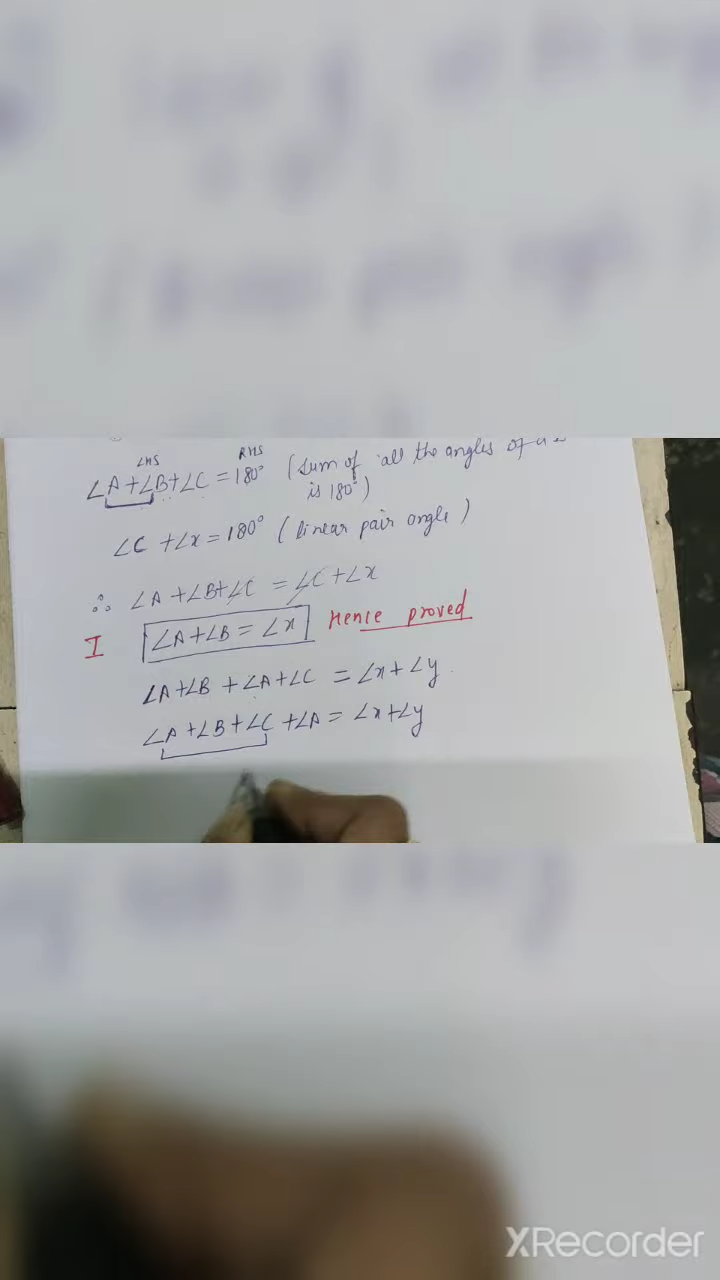 LHS RHS
∠A + ∠B + ∠C = 180° (Sum of all the angles of a
is 180°)
∠C + ∠x = 180° (linear pair angle)
∴ ∠A + ∠B + ∠C = ∠C + ∠x
I ∠A + ∠B = ∠x Hence proved
∠A + ∠B + ∠A + ∠C = ∠x + ∠y
∠A + ∠B + ∠C + ∠A = ∠x + ∠y
XRecorder